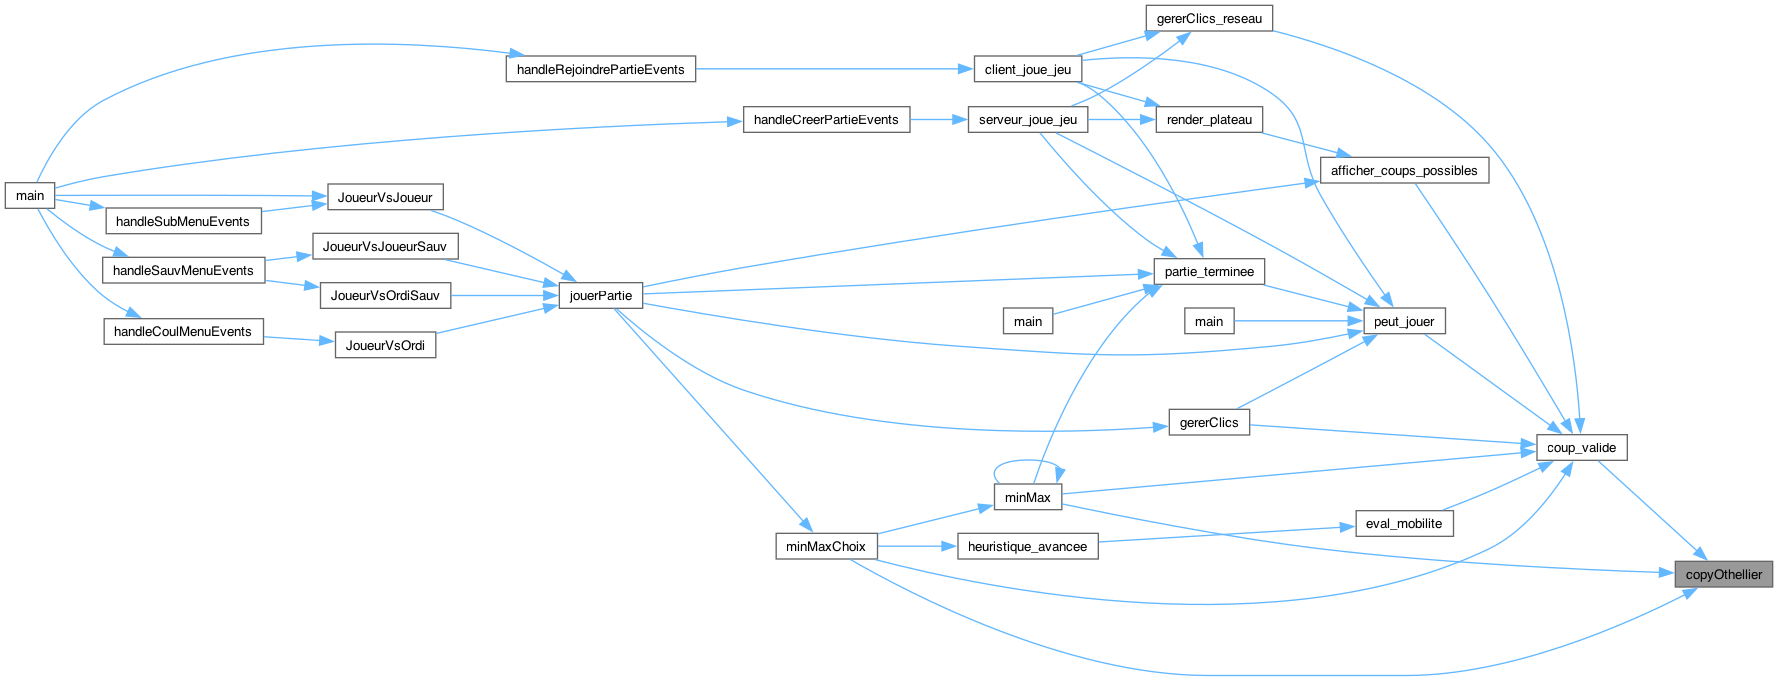 gererClics_reseau
handleRejoindrePartieEvents
client_joue_jeu
handleCreerPartieEvents
serveur_joue_jeu
render_plateau
afficher_coups_possibles
main
JoueurVsJoueur
handleSubMenuEvents
JoueurVsJoueurSauv
handleSauvMenuEvents
partie_terminee
JoueurVsOrdiSauv
jouerPartie
main
main
peut_jouer
handleCoulMenuEvents
JoueurVsOrdi
gererClics
coup_valide
minMax
eval_mobilite
minMaxChoix
heuristique_avancee
copyOthellier